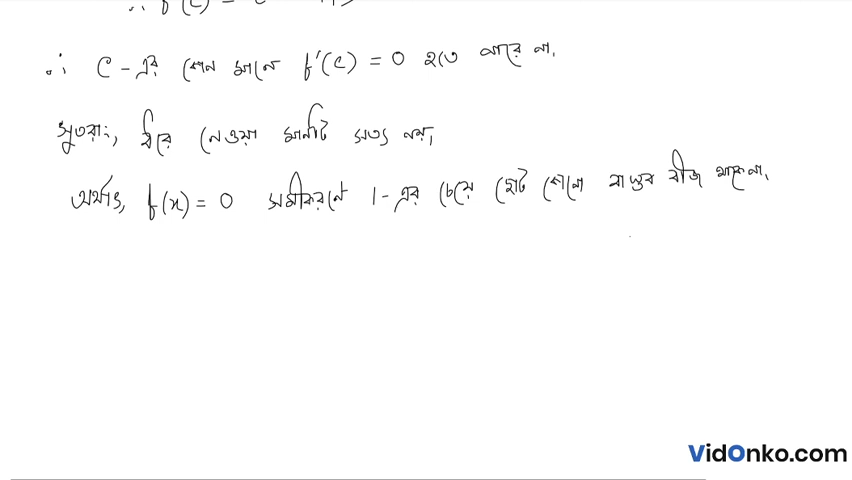 ∴ f'(c) =
∴ c-এর কোন মানে f'(c) = 0 হতে পারে না.
সুতরাং, ধরে নেওয়া মানটি সত্য নয়,
অর্থাৎ, f(x) = 0 সমীকরণে 1-এর চেয়ে ছোট কোনো বাস্তব বীজ থাকেনা,
VidOnko.com